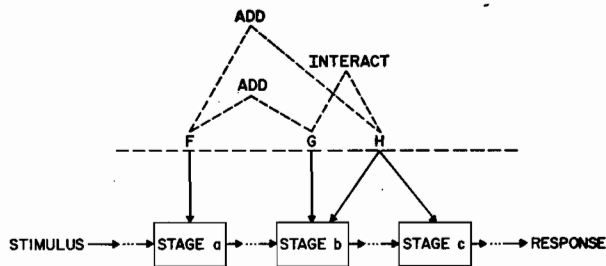 ADD
INTERACT
ADD
F G H
STIMULUS STAGE a STAGE b STAGE c RESPONSE